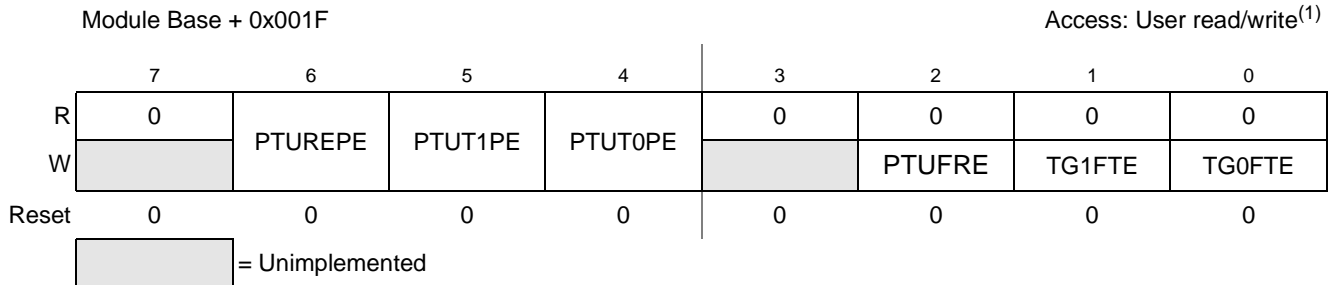 Module Base + 0x001F Access: User read/write(1)
7 6 5 4 3 2 1 0
R 0 PTUREPE PTUT1PE PTUT0PE 0 0 0 0
W PTUFRE TG1FTE TG0FTE
Reset 0 0 0 0 0 0 0 0
= Unimplemented